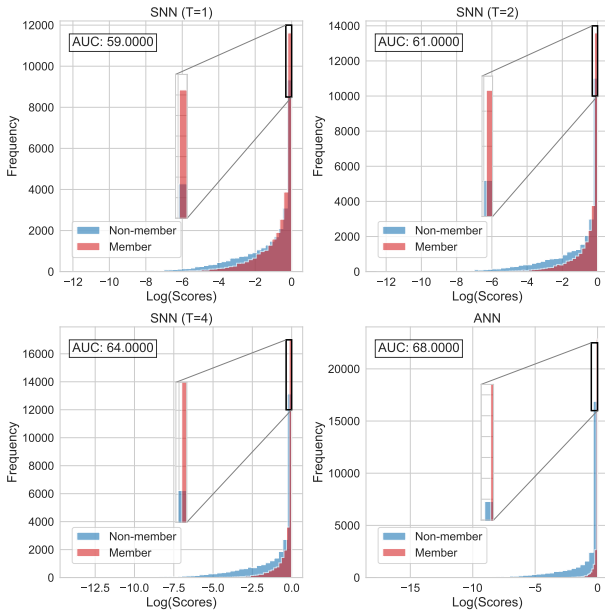 SNN (T=1)
12000
10000
8000
6000
4000
2000
0
Frequency
AUC: 59.0000
Non-member
Member
−12 −10 −8 −6 −4 −2 0
Log(Scores)
SNN (T=2)
14000
12000
10000
8000
6000
4000
2000
0
Frequency
AUC: 61.0000
Non-member
Member
−12 −10 −8 −6 −4 −2 0
Log(Scores)
SNN (T=4)
16000
14000
12000
10000
8000
6000
4000
2000
0
Frequency
AUC: 64.0000
Non-member
Member
−12.5 −10.0 −7.5 −5.0 −2.5 0.0
Log(Scores)
ANN
20000
15000
10000
5000
0
Frequency
AUC: 68.0000
Non-member
Member
−15 −10 −5 0
Log(Scores)